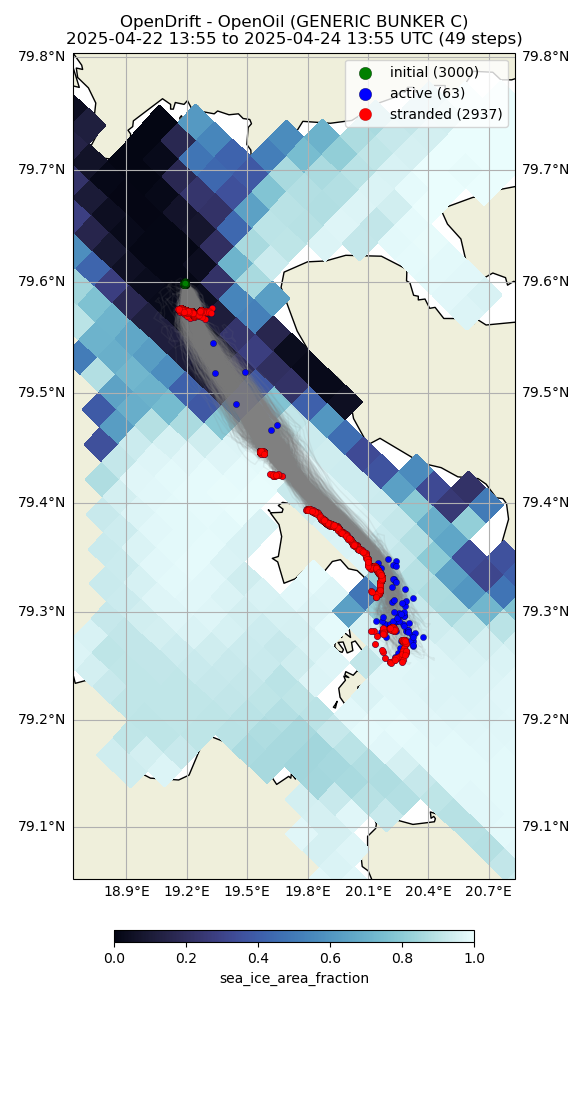 OpenDrift - OpenOil (GENERIC BUNKER C)
2025-04-22 13:55 to 2025-04-24 13:55 UTC (49 steps)
initial (3000)
active (63)
stranded (2937)
79.8°N 79.8°N
79.7°N 79.7°N
79.6°N 79.6°N
79.5°N 79.5°N
79.4°N 79.4°N
79.3°N 79.3°N
79.2°N 79.2°N
79.1°N 79.1°N
18.9°E 19.2°E 19.5°E 19.8°E 20.1°E 20.4°E 20.7°E
0.0 0.2 0.4 0.6 0.8 1.0
sea_ice_area_fraction